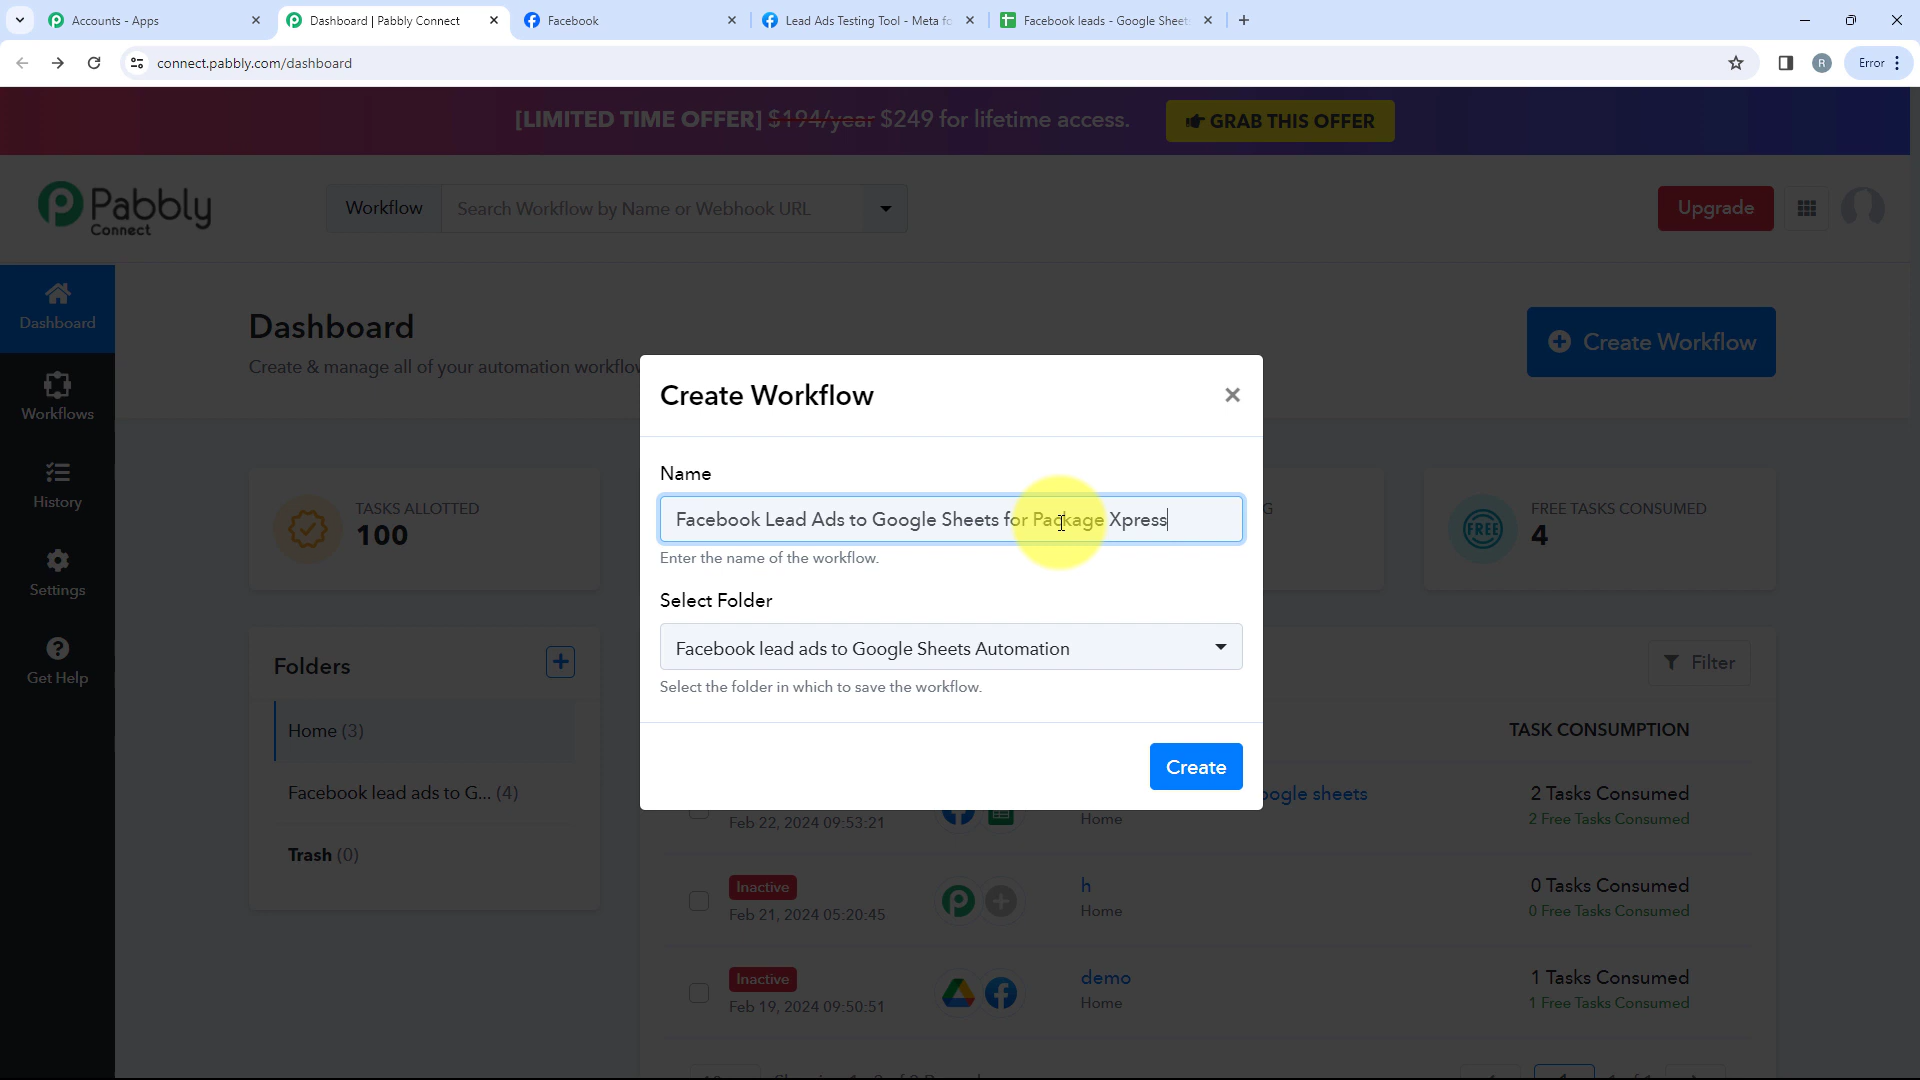 Accounts - Apps
Dashboard | Pabbly Connect
Facebook
Lead Ads Testing Tool - Meta fo
Facebook leads - Google Sheets
connect.pabbly.com/dashboard
R
Error
[LIMITED TIME OFFER] $194/year $249 for lifetime access.
GRAB THIS OFFER
Pabbly
Connect
Workflow
Search Workflow by Name or Webhook URL
Upgrade
Dashboard
Workflows
History
Settings
Get Help
Dashboard
Create & manage all of your automation workflow
Create Workflow
TASKS ALLOTTED
100
G
FREE
FREE TASKS CONSUMED
4
Folders
Home (3)
Facebook lead ads to G... (4)
Trash (0)
Create Workflow
Name
Facebook Lead Ads to Google Sheets for Package Xpress
Enter the name of the workflow.
Select Folder
Facebook lead ads to Google Sheets Automation
Select the folder in which to save the workflow.
Create
Filter
TASK CONSUMPTION
oogle sheets
2 Tasks Consumed
Feb 22, 2024 09:53:21
Home
2 Free Tasks Consumed
Inactive
h
0 Tasks Consumed
Feb 21, 2024 05:20:45
Home
0 Free Tasks Consumed
Inactive
demo
1 Tasks Consumed
Feb 19, 2024 09:50:51
Home
1 Free Tasks Consumed